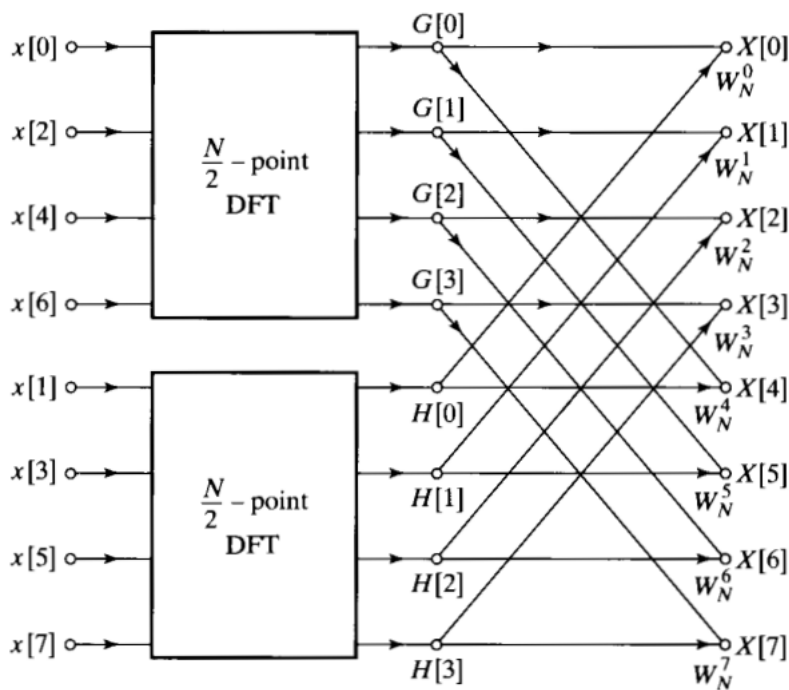 x[0]
x[2]
x[4]
x[6]
x[1]
x[3]
x[5]
x[7]
N/2 – point
DFT
N/2 – point
DFT
G[0]
G[1]
G[2]
G[3]
H[0]
H[1]
H[2]
H[3]
X[0]
W_N^0
X[1]
W_N^1
X[2]
W_N^2
X[3]
W_N^3
X[4]
W_N^4
X[5]
W_N^5
X[6]
W_N^6
X[7]
W_N^7